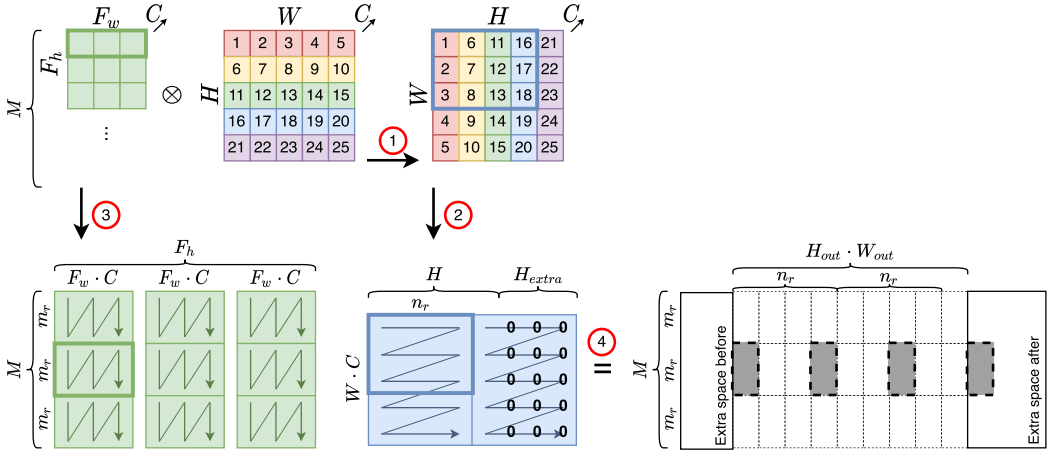 F_w C W C H C
M F_h H W
1 2 3 4 5
6 7 8 9 10
11 12 13 14 15
16 17 18 19 20
21 22 23 24 25
⊗
...
1 6 11 16 21
2 7 12 17 22
3 8 13 18 23
4 9 14 19 24
5 10 15 20 25
1
3
2
F_h
F_w · C F_w · C F_w · C
M
m_r
m_r
m_r
H H_extra
n_r
W · C
0 0 0
0 0 0
0 0 0
0 0 0
0 0 0
4
=
H_out · W_out
n_r n_r
M
m_r
m_r
m_r
Extra space before
Extra space after